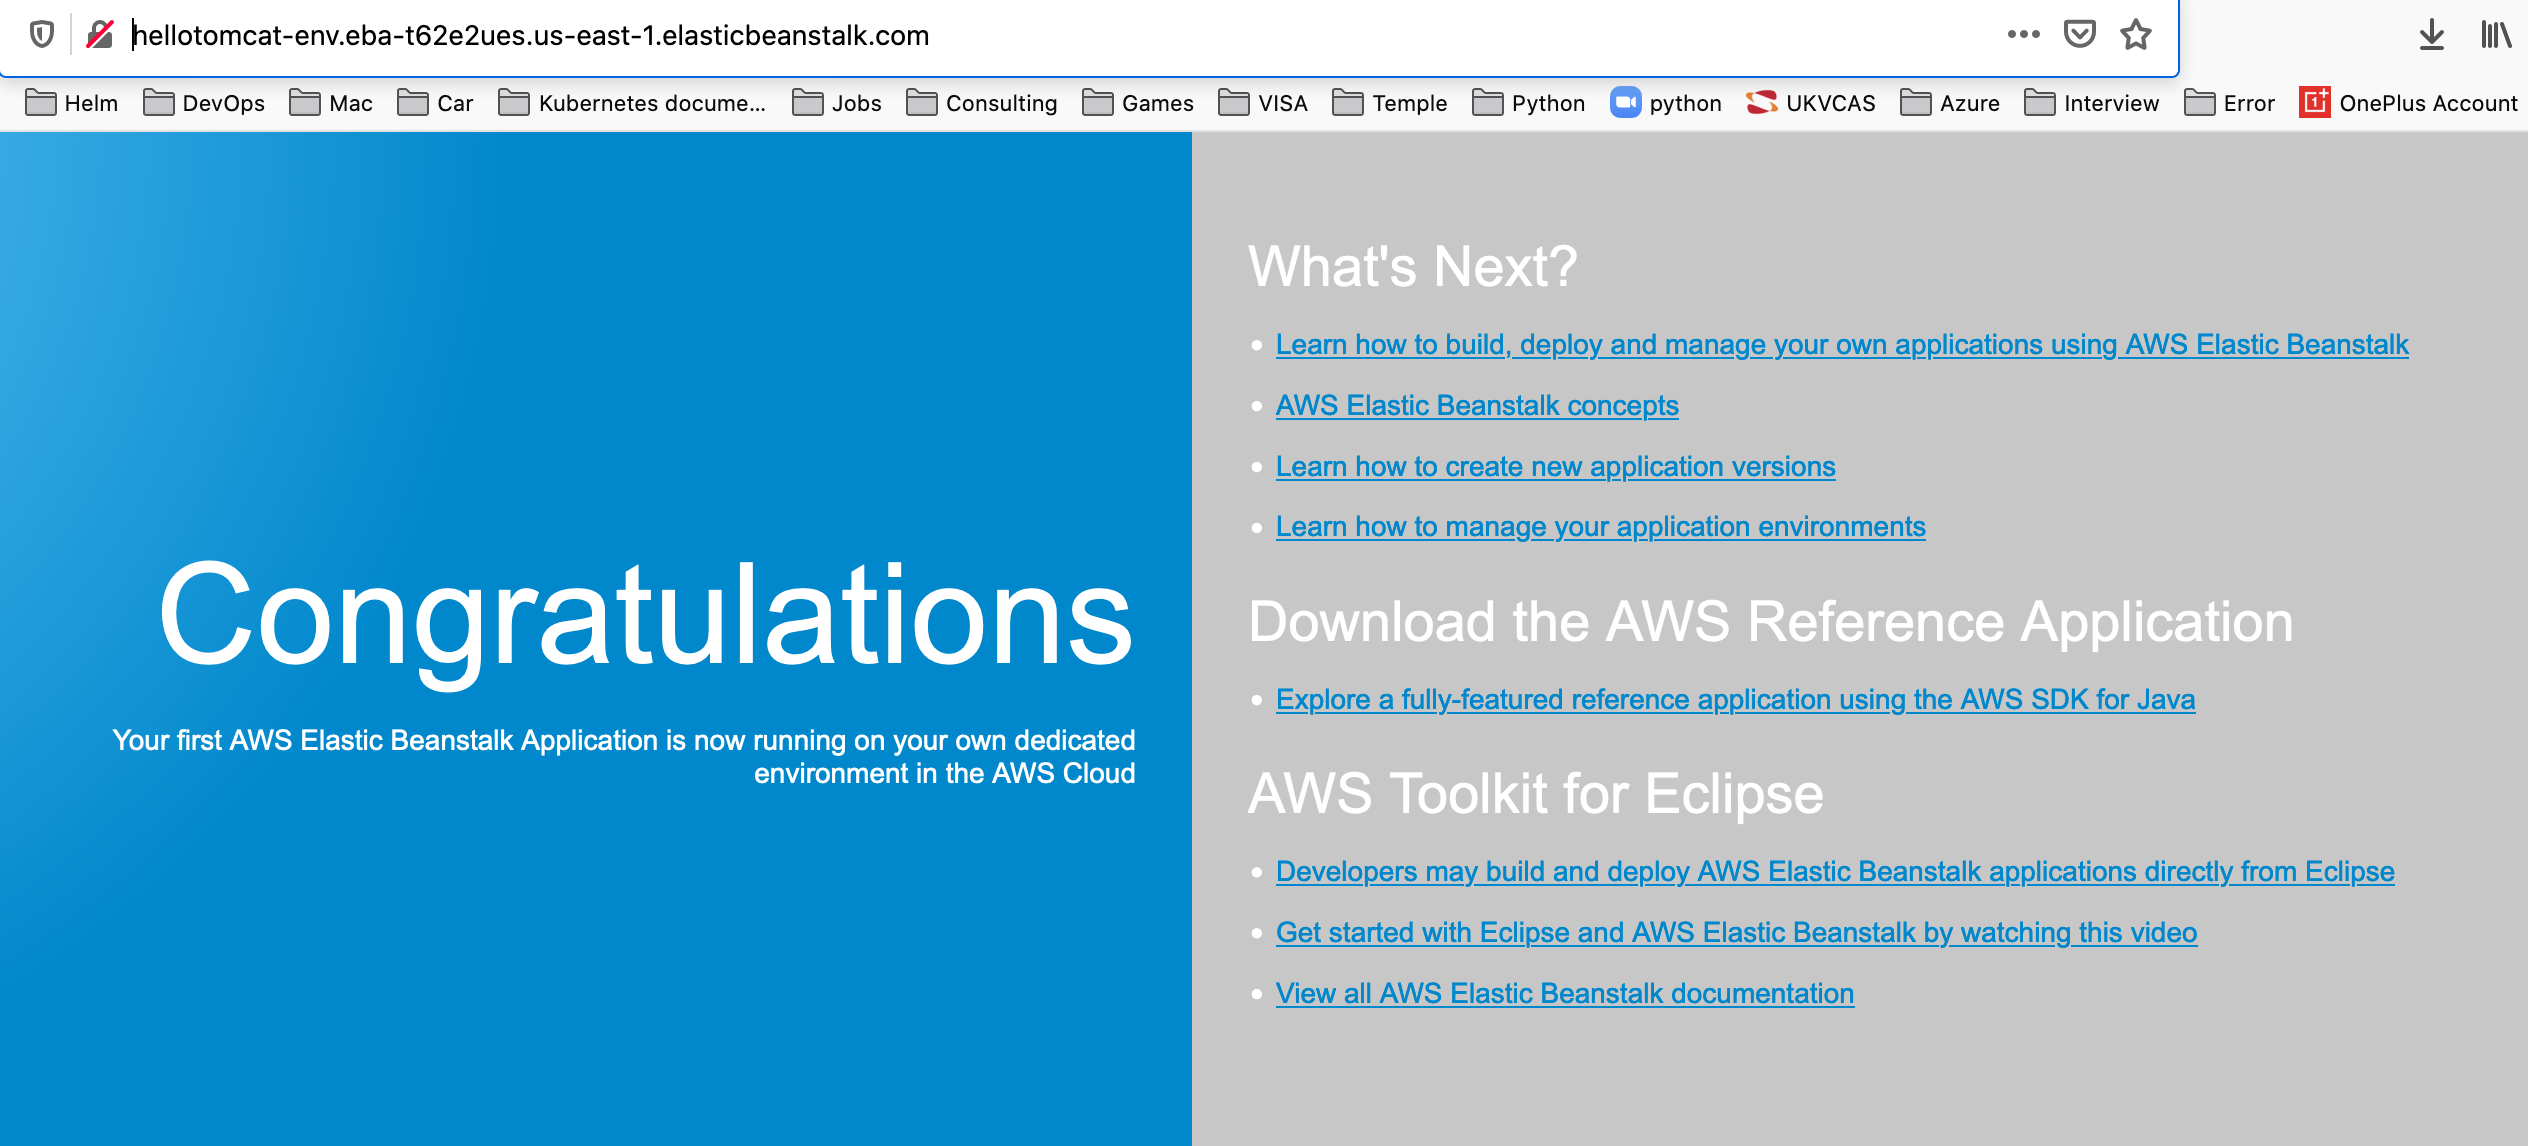 hellotomcat-env.eba-t62e2ues.us-east-1.elasticbeanstalk.com
Helm DevOps Mac Car Kubernetes docume... Jobs Consulting Games VISA Temple Python python UKVCAS Azure Interview Error OnePlus Account
Congratulations
Your first AWS Elastic Beanstalk Application is now running on your own dedicated
environment in the AWS Cloud
What's Next?
Learn how to build, deploy and manage your own applications using AWS Elastic Beanstalk
AWS Elastic Beanstalk concepts
Learn how to create new application versions
Learn how to manage your application environments
Download the AWS Reference Application
Explore a fully-featured reference application using the AWS SDK for Java
AWS Toolkit for Eclipse
Developers may build and deploy AWS Elastic Beanstalk applications directly from Eclipse
Get started with Eclipse and AWS Elastic Beanstalk by watching this video
View all AWS Elastic Beanstalk documentation